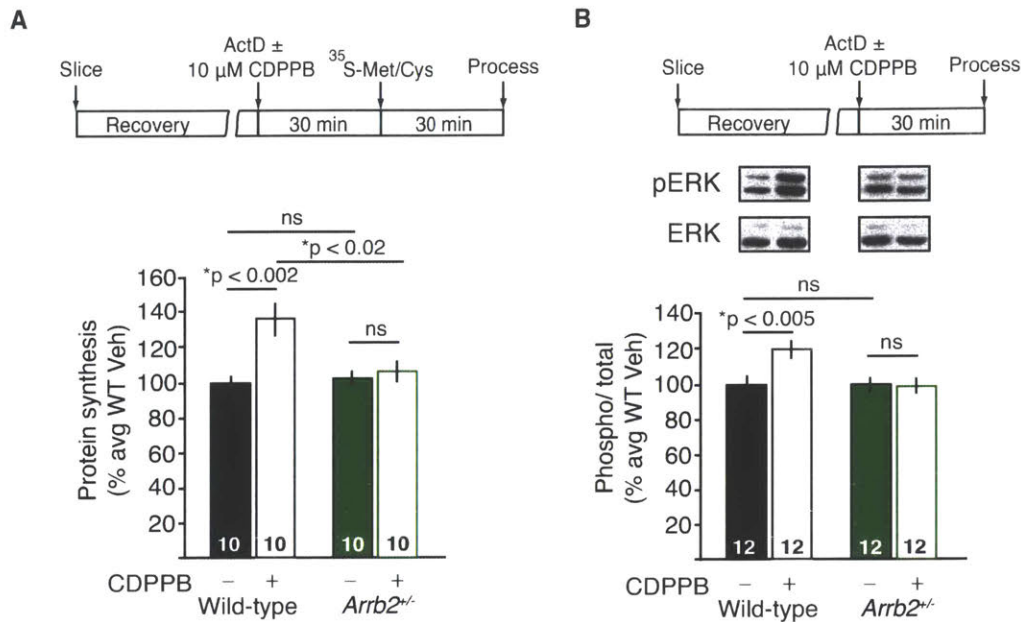 A
ActD ±
Slice 10 µM CDPPB 35S-Met/Cys Process
Recovery 30 min 30 min
ns
*p < 0.02
*p < 0.002
ns
Protein synthesis
(% avg WT Veh)
160
140
120
100
80
60
40
20
10 10 10 10
CDPPB − + − +
Wild-type Arrb2+/-
B
ActD ±
Slice 10 µM CDPPB Process
Recovery 30 min
pERK
ERK
ns
*p < 0.005
ns
Phospho/ total
(% avg WT Veh)
140
120
100
80
60
40
20
12 12 12 12
CDPPB − + − +
Wild-type Arrb2+/-